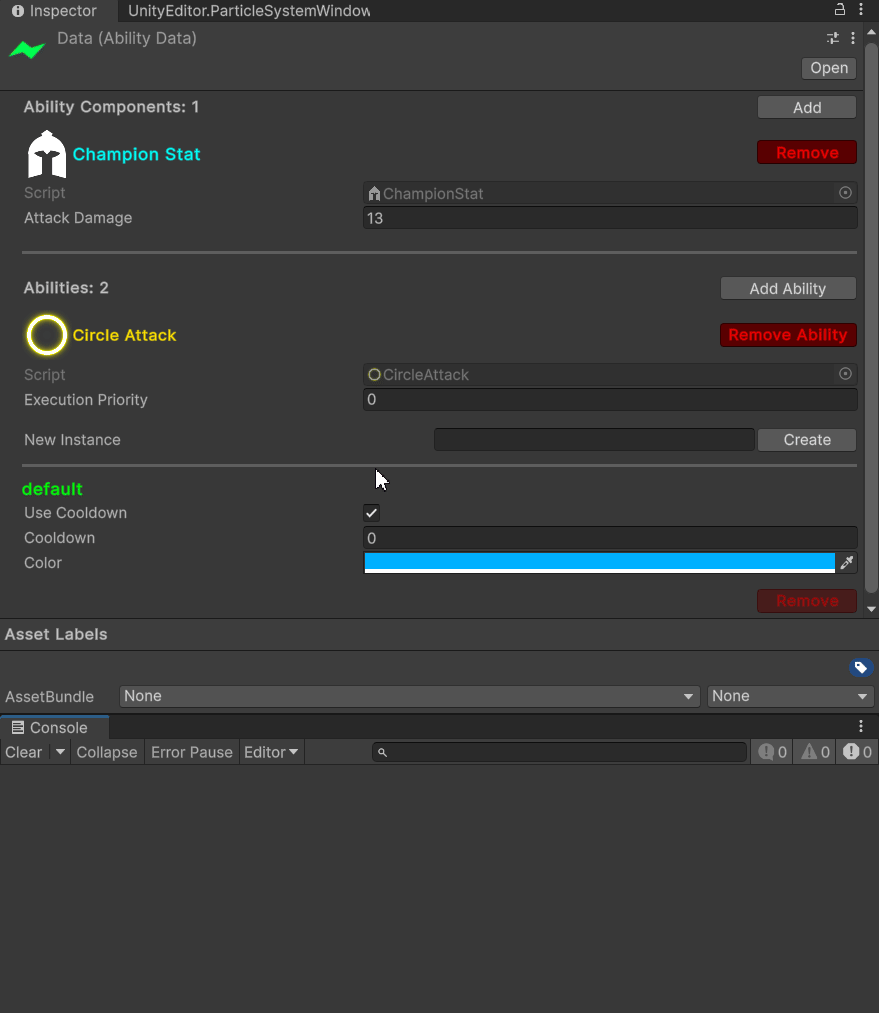 Inspector UnityEditor.ParticleSystemWindow
Data (Ability Data)
Open
Ability Components: 1 Add
Champion Stat Remove
Script ChampionStat
Attack Damage 13
Abilities: 2 Add Ability
Circle Attack Remove Ability
Script CircleAttack
Execution Priority 0
New Instance Create
default
Use Cooldown
Cooldown 0
Color
Remove
Asset Labels
AssetBundle None None
Console
Clear Collapse Error Pause Editor 0 0 0